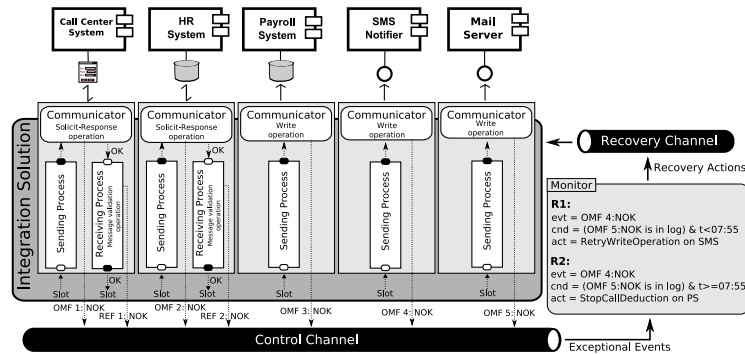 Call Center
System
HR
System
Payroll
System
SMS
Notifier
Mail
Server
Communicator
Solicit-Response
operation
Communicator
Solicit-Response
operation
Communicator
Write
operation
Communicator
Write
operation
Communicator
Write
operation
OK
OK
Integration Solution
Sending Process
Receiving Process
Message validation
operation
Sending Process
Receiving Process
Message validation
operation
Sending Process
Sending Process
Sending Process
OK
OK
Slot
Slot
Slot
Slot
Slot
Slot
Slot
OMF 1: NOK
REF 1: NOK
OMF 2: NOK
REF 2: NOK
OMF 3: NOK
OMF 4: NOK
OMF 5: NOK
Control Channel
Recovery Channel
Recovery Actions
Monitor
R1:
evt = OMF 4:NOK
cnd = (OMF 5:NOK is in log) & t<07:55
act = RetryWriteOperation on SMS
R2:
evt = OMF 4:NOK
cnd = (OMF 5:NOK is in log) & t>=07:55
act = StopCallDeduction on PS
Exceptional Events